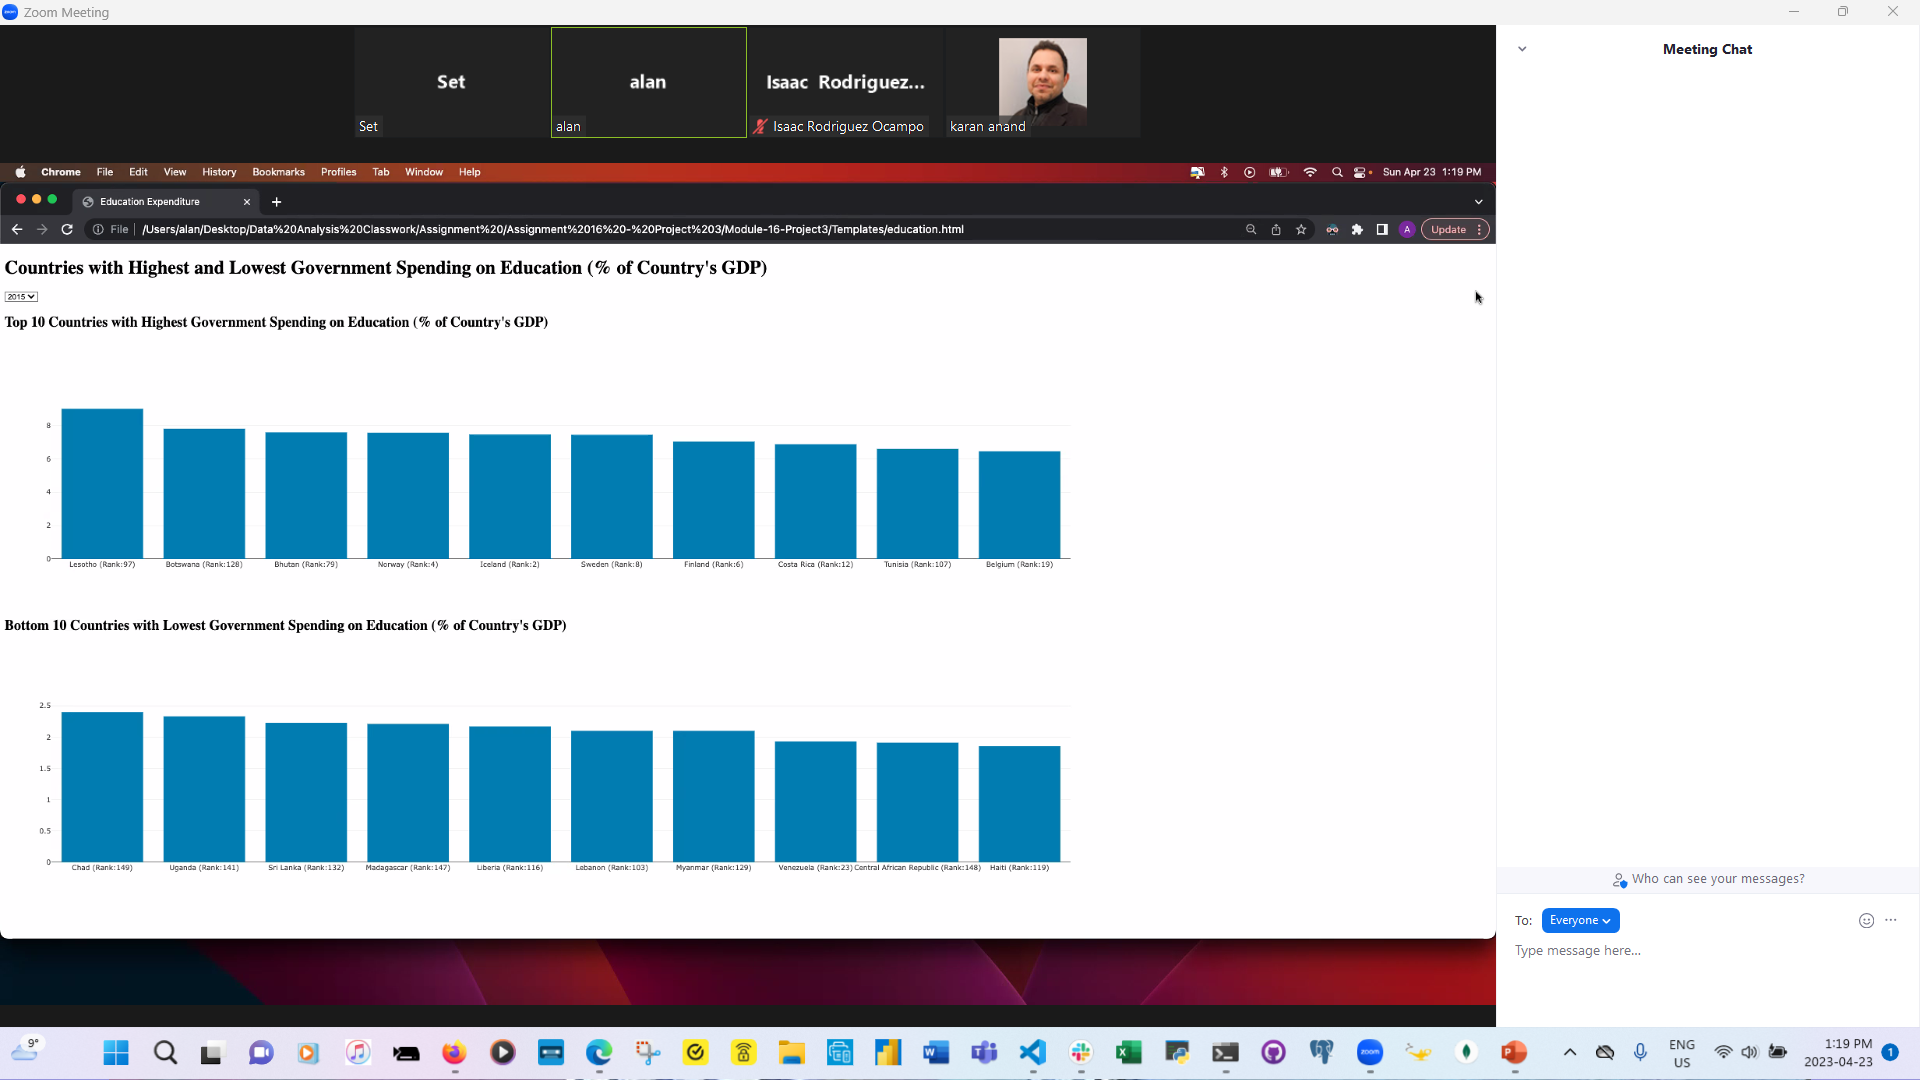 Zoom Meeting
Set
alan
Isaac Rodriguez...
Set
alan
Isaac Rodriguez Ocampo
karan anand
Meeting Chat
Chrome File Edit View History Bookmarks Profiles Tab Window Help
Sun Apr 23 1:19 PM
Education Expenditure
File /Users/alan/Desktop/Data%20Analysis%20Classwork/Assignment%20/Assignment%2016%20-%20Project%203/Module-16-Project3/Templates/education.html
A
Update
Countries with Highest and Lowest Government Spending on Education (% of Country's GDP)
2015
Top 10 Countries with Highest Government Spending on Education (% of Country's GDP)
8
6
4
2
0
Lesotho (Rank:97) Botswana (Rank:128) Bhutan (Rank:79) Norway (Rank:4) Iceland (Rank:2) Sweden (Rank:8) Finland (Rank:6) Costa Rica (Rank:12) Tunisia (Rank:107) Belgium (Rank:19)
Bottom 10 Countries with Lowest Government Spending on Education (% of Country's GDP)
2.5
2
1.5
1
0.5
0
Chad (Rank:149) Uganda (Rank:141) Sri Lanka (Rank:132) Madagascar (Rank:147) Liberia (Rank:116) Lebanon (Rank:103) Myanmar (Rank:129) Venezuela (Rank:23) Central African Republic (Rank:148) Haiti (Rank:119)
Who can see your messages?
To: Everyone
Type message here...
9°
zoom
ENG
US
1:19 PM
2023-04-23
1